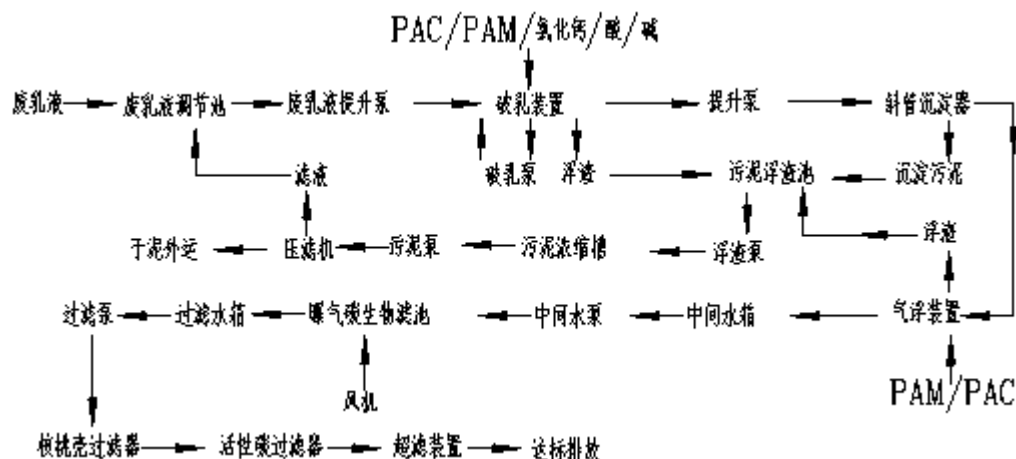 PAC/PAM/氯化钙/酸/碱
废乳液 废乳液调节池 废乳液提升泵 破乳装置 提升泵 斜管沉淀器
滤液 破乳泵 浮渣 污泥浮渣池 沉淀污泥
干泥外运 压滤机 污泥泵 污泥浓缩槽 浮渣泵 浮渣
过滤泵 过滤水箱 曝气碳生物滤池 中间水泵 中间水箱 气浮装置
风机 PAM/PAC
核桃壳过滤器 活性碳过滤器 超滤装置 达标排放